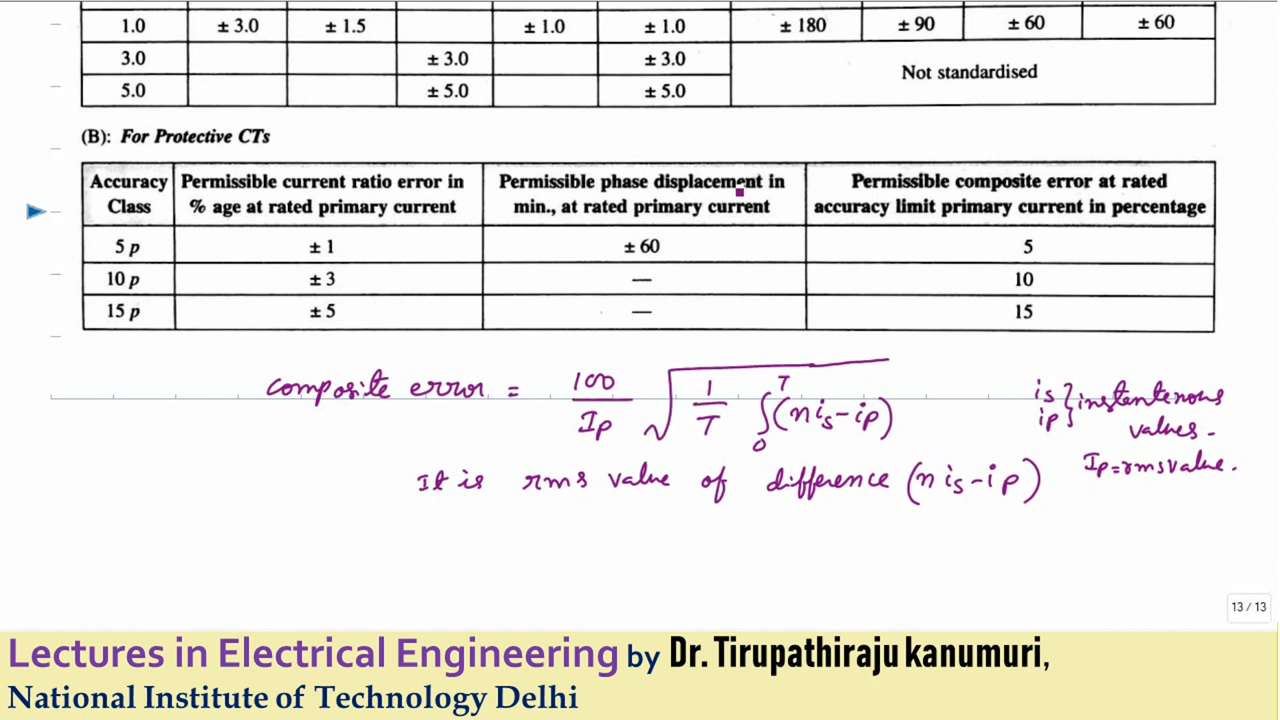 1.0 ± 3.0 ± 1.5 ± 1.0 ± 1.0 ± 180 ± 90 ± 60 ± 60
3.0 ± 3.0 ± 3.0 Not standardised
5.0 ± 5.0 ± 5.0
(B): For Protective CTs
Accuracy Class Permissible current ratio error in % age at rated primary current Permissible phase displacement in min., at rated primary current Permissible composite error at rated accuracy limit primary current in percentage
5 p ± 1 ± 60 5
10 p ± 3 — 10
15 p ± 5 — 15
composite error = 100/Ip √ 1/T ∫₀ᵀ (nis-ip)
is ip } instentenous values.
Ip = rms value.
It is rms value of difference (nis-ip)
13 / 13
Lectures in Electrical Engineering by Dr. Tirupathiraju kanumuri,
National Institute of Technology Delhi